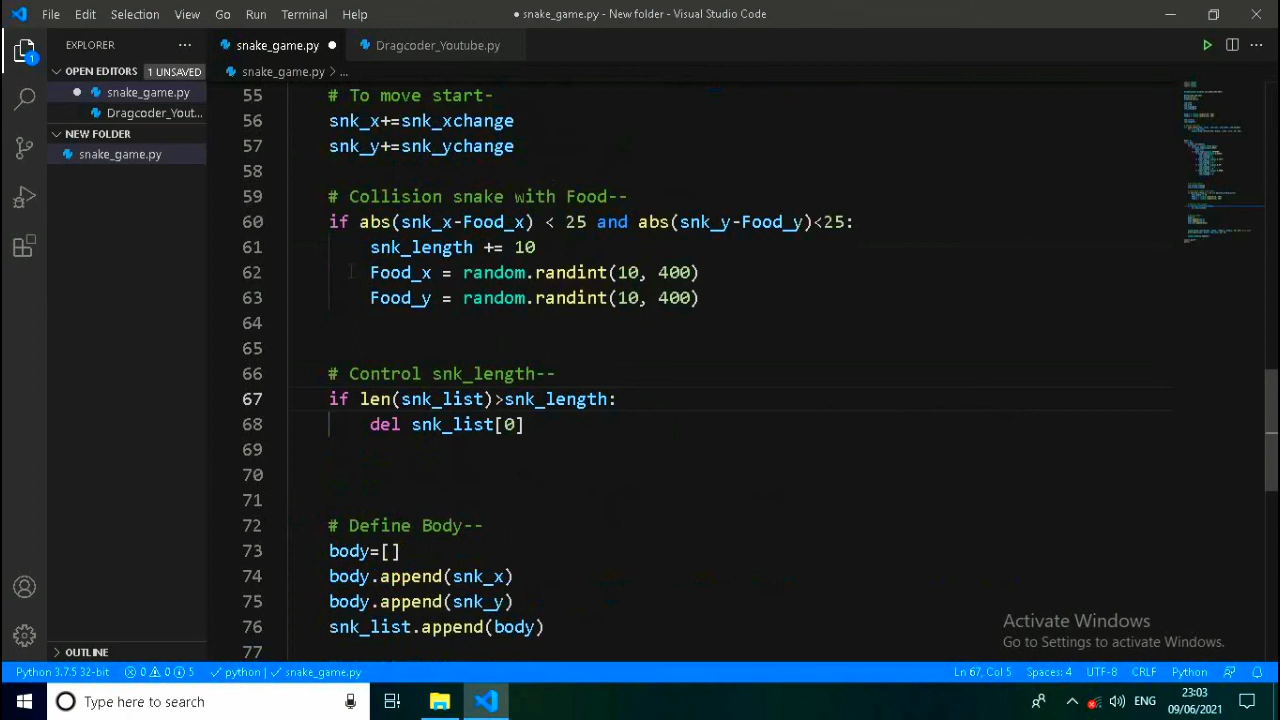 File Edit Selection View Go Run Terminal Help
● snake_game.py - New folder - Visual Studio Code
EXPLORER
OPEN EDITORS 1 UNSAVED
snake_game.py
Dragcoder_Yout...
NEW FOLDER
snake_game.py
OUTLINE
1
snake_game.py ● Dragcoder_Youtube.py
snake_game.py > ...
55 # To move start-
56 snk_x+=snk_xchange
57 snk_y+=snk_ychange
58
59 # Collision snake with Food--
60 if abs(snk_x-Food_x) < 25 and abs(snk_y-Food_y)<25:
61 snk_length += 10
62 Food_x = random.randint(10, 400)
63 Food_y = random.randint(10, 400)
64
65
66 # Control snk_length--
67 if len(snk_list)>snk_length:
68 del snk_list[0]
69
70
71
72 # Define Body--
73 body=[]
74 body.append(snk_x)
75 body.append(snk_y)
76 snk_list.append(body)
77
Activate Windows
Go to Settings to activate Windows.
Python 3.7.5 32-bit 0 0 5 python | snake_game.py Ln 67, Col 5 Spaces: 4 UTF-8 CRLF Python
Type here to search
ENG
23:03
09/06/2021